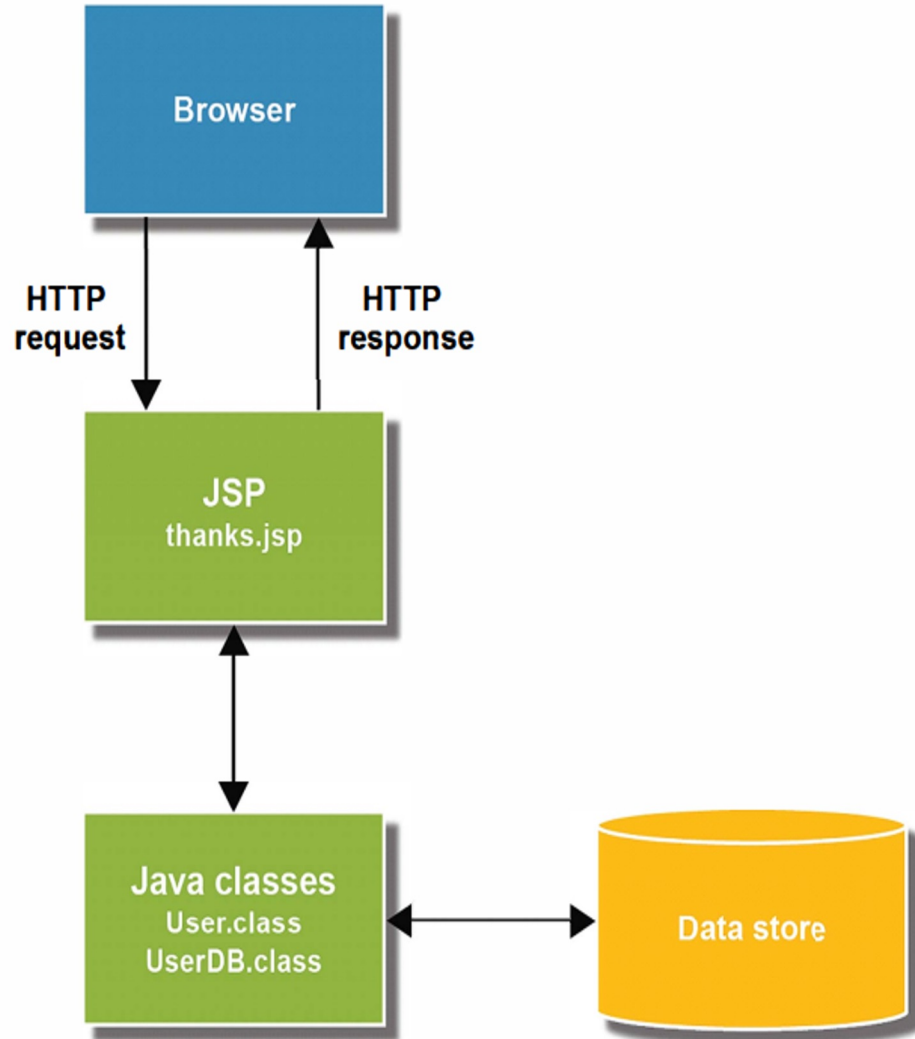 Browser
HTTP
request
HTTP
response
JSP
thanks.jsp
Java classes
User.class
UserDB.class
Data store